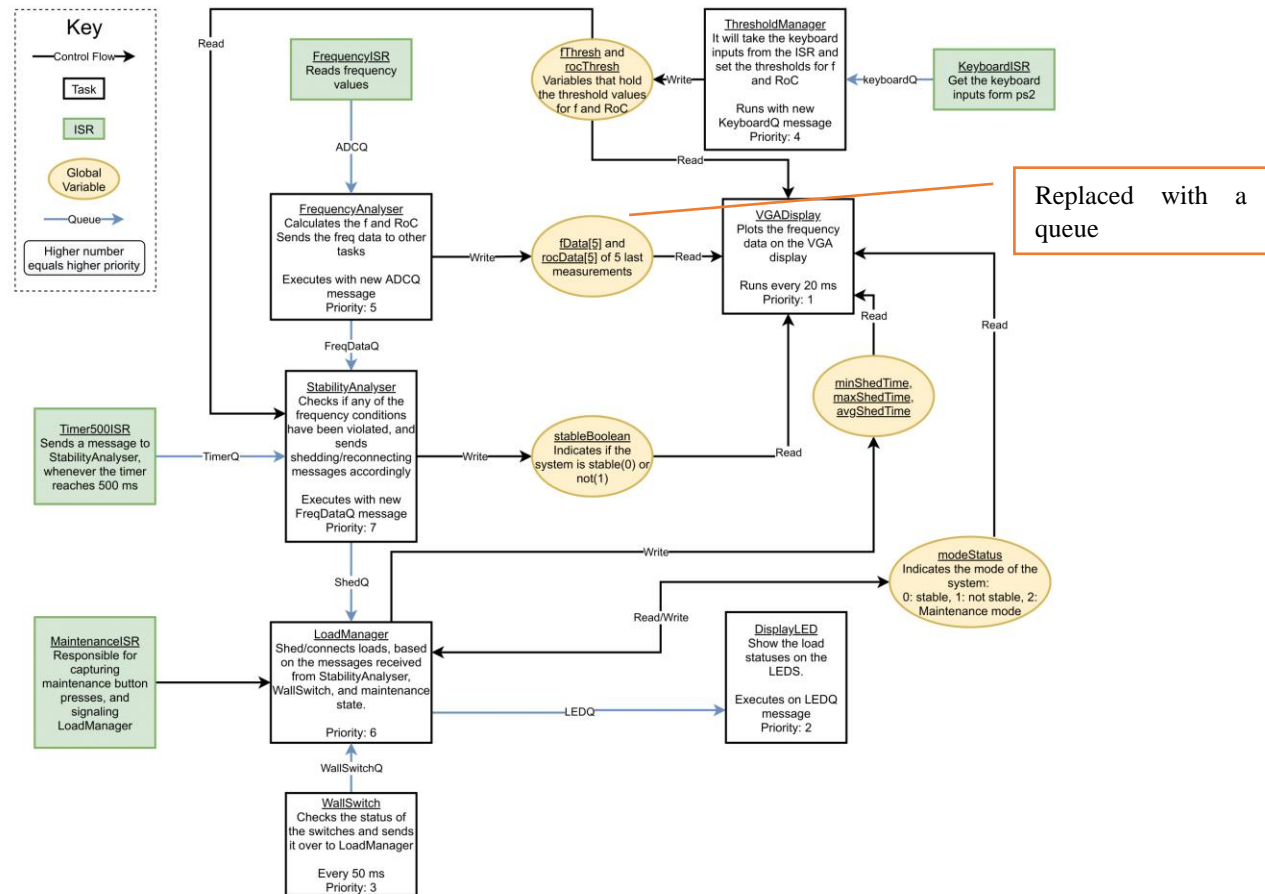 Key
Control Flow
Task
ISR
Global
Variable
Queue
Higher number
equals higher priority
Read
FrequencyISR
Reads frequency
values
ADCQ
fThresh and
rocThresh
Variables that hold
the threshold values
for f and RoC
Write
ThresholdManager
It will take the keyboard
inputs from the ISR and
set the thresholds for f
and RoC
Runs with new
KeyboardQ message
Priority: 4
keyboardQ
KeyboardISR
Get the keyboard
inputs form ps2
Read
Replaced with a
queue
FrequencyAnalyser
Calculates the f and RoC
Sends the freq data to other
tasks
Executes with new ADCQ
message
Priority: 5
Write
fData[5] and
rocData[5] of 5 last
measurements
Read
VGADisplay
Plots the frequency
data on the VGA
display
Runs every 20 ms
Priority: 1
Read
Read
FreqDataQ
minShedTime,
maxShedTime,
avgShedTime
Timer500ISR
Sends a message to
StabilityAnalyser,
whenever the timer
reaches 500 ms
TimerQ
StabilityAnalyser
Checks if any of the
frequency conditions
have been violated, and
sends
shedding/reconnecting
messages accordingly
Executes with new
FreqDataQ message
Priority: 7
Write
stableBoolean
Indicates if the
system is stable(0) or
not(1)
Read
ShedQ
Write
modeStatus
Indicates the mode of the
system:
0: stable, 1: not stable, 2:
Maintenance mode
Read/Write
MaintenanceISR
Responsible for
capturing
maintenance button
presses, and
signaling
LoadManager
LoadManager
Shed/connects loads, based
on the messages received
from StabilityAnalyser,
WallSwitch, and maintenance
state.
Priority: 6
LEDQ
DisplayLED
Show the load
statuses on the
LEDS.
Executes on LEDQ
message
Priority: 2
WallSwitchQ
WallSwitch
Checks the status of
the switches and sends
it over to LoadManager
Every 50 ms
Priority: 3